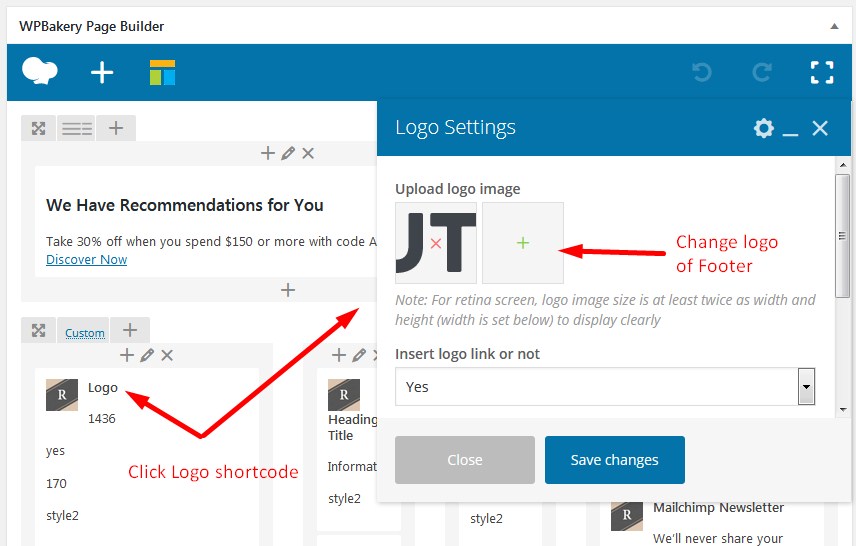 WPBakery Page Builder
Logo Settings
We Have Recommendations for You
Take 30% off when you spend $150 or more with code A
Discover Now
Upload logo image
UT
Change logo
of Footer
Note: For retina screen, logo image size is at least twice as width and
height (width is set below) to display clearly
Insert logo link or not
Yes
Custom
R
Logo
1436
yes
170
style2
Click Logo shortcode
R
Heading
Title
Informat
style2
Close
Save changes
style2
R
Mailchimp Newsletter
We'll never share your